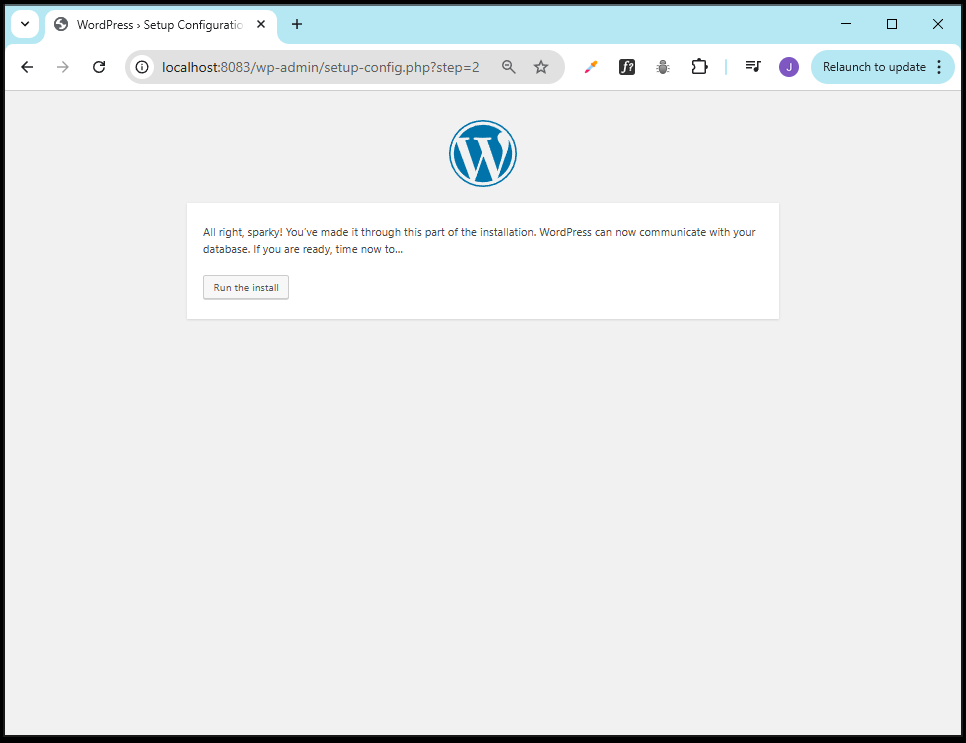 WordPress › Setup Configuratio
localhost:8083/wp-admin/setup-config.php?step=2
f?
J
Relaunch to update
W
All right, sparky! You’ve made it through this part of the installation. WordPress can now communicate with your
database. If you are ready, time now to…
Run the install